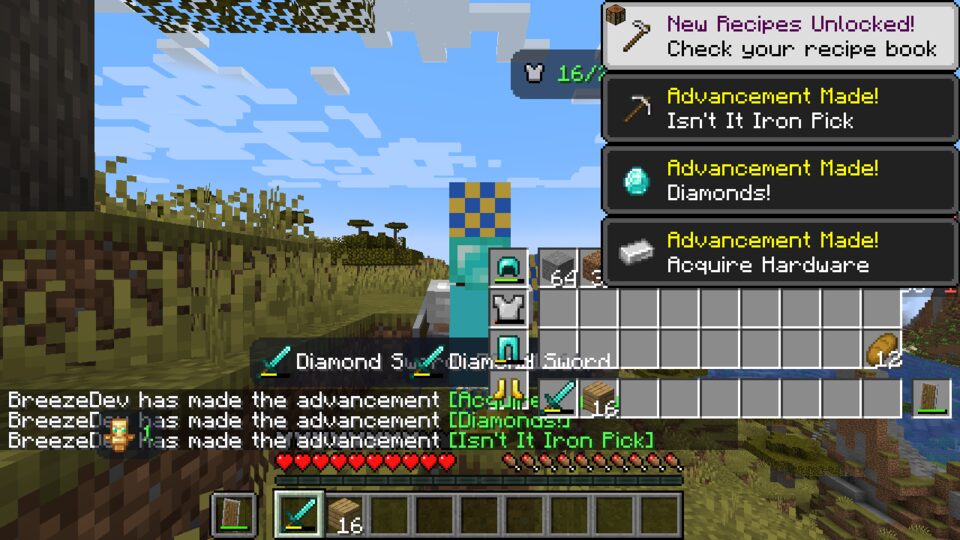 New Recipes Unlocked!
Check your recipe book
16/
Advancement Made!
Isn't It Iron Pick
Advancement Made!
Diamonds!
Advancement Made!
Acquire Hardware
64
12
Diamond Sword
16
BreezeDev has made the advancement
BreezeDev has made the advancement [Diamonds!]
has made the advancement [Isn't It Iron Pick]
1
16